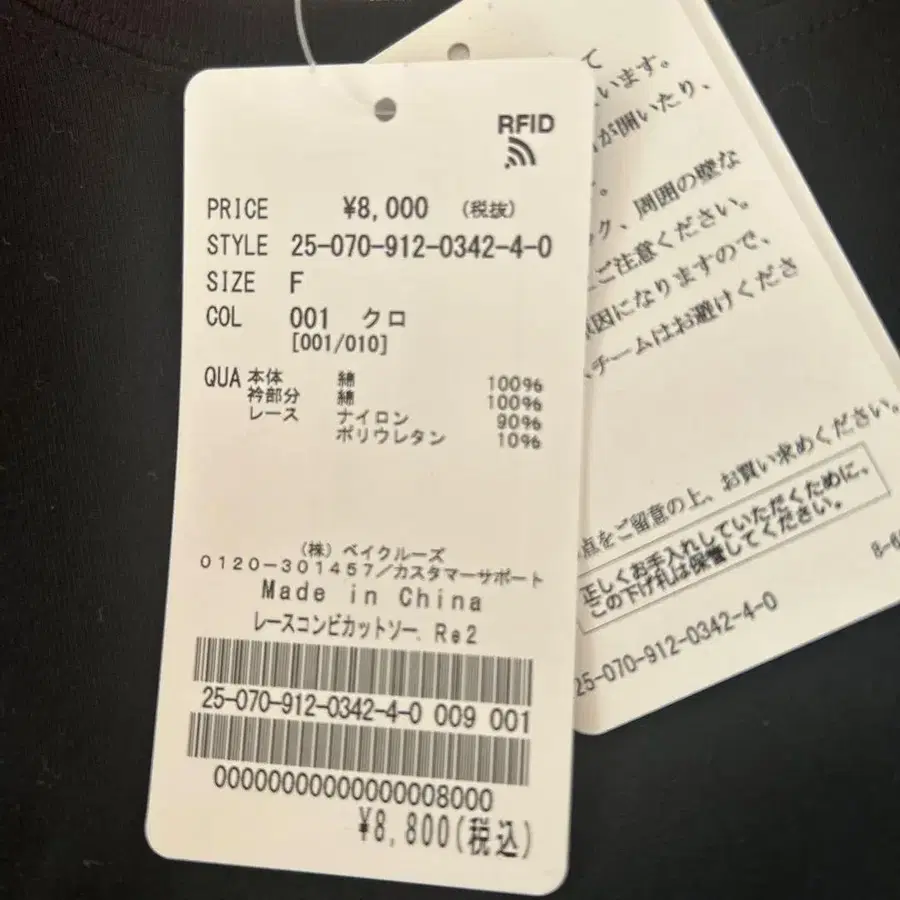 RFID
PRICE ¥8,000 (税抜)
STYLE 25-070-912-0342-4-0
SIZE F
COL 001 クロ
[001/010]
QUA 本体 綿 100%
衿部分 綿 100%
レース ナイロン 90%
ポリウレタン 10%
(株) ベイクルーズ
0120-301457/カスタマーサポート
Made in China
レースコンビカットソー. Re2
25-070-912-0342-4-0 009 001
00000000000000008000
¥8,800(税込)
て
います。
が開いたり、
。
ク、周囲の壁な
ご注意ください。
因になりますので、
チームはお避けくださ
点をご留意の上、お買い求めください。
正しくお手入れしていただくために、
この下げ札は保管してください。
25-070-912-0342-4-0